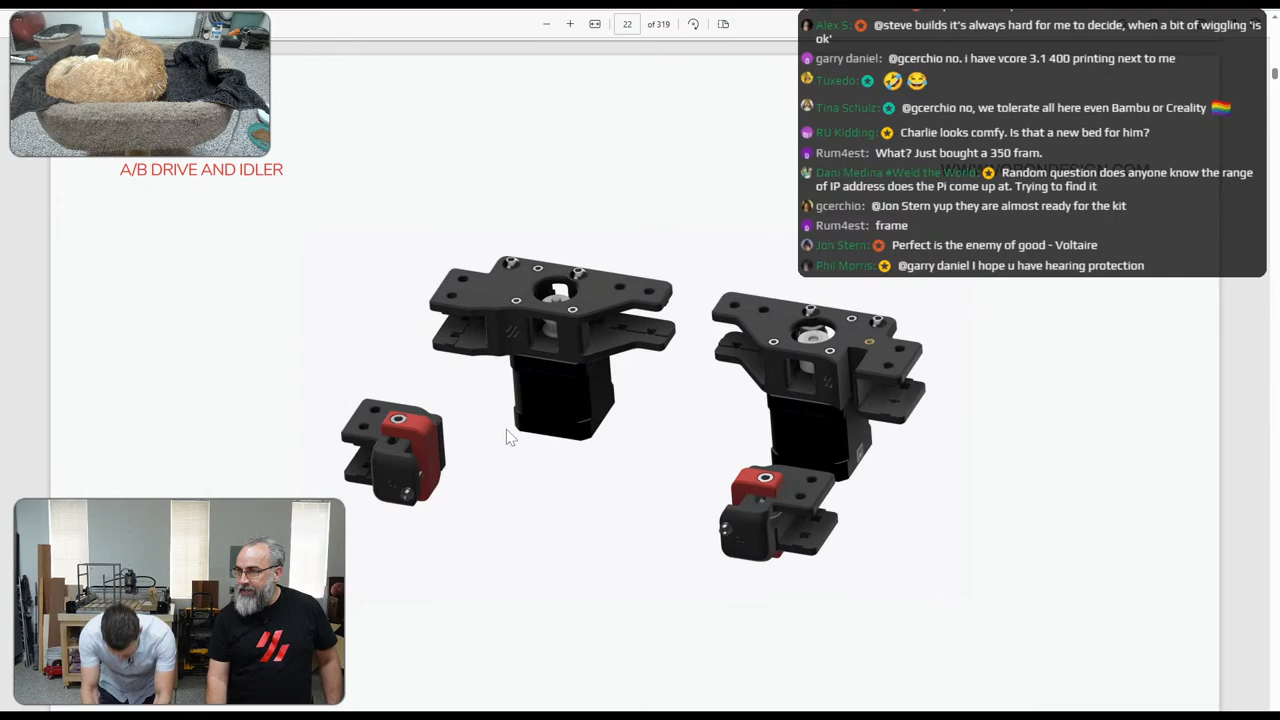 22 of 319
A/B DRIVE AND IDLER
WWW.VORONDESIGN.COM
Alex S: @steve builds it's always hard for me to decide, when a bit of wiggling 'is
ok'
garry daniel: @gcerchio no. i have vcore 3.1 400 printing next to me
Tuxedo: 🤣 😂
Tina Schulz: @gcerchio no, we tolerate all here even Bambu or Creality 🏳️‍🌈
RU Kidding: Charlie looks comfy. Is that a new bed for him?
Rum4est: What? Just bought a 350 fram.
Dani Medina #Weld the World: Random question does anyone know the range
of IP address does the Pi come up at. Trying to find it
gcerchio: @Jon Stern yup they are almost ready for the kit
Rum4est: frame
Jon Stern: Perfect is the enemy of good - Voltaire
Phil Morris: @garry daniel I hope u have hearing protection